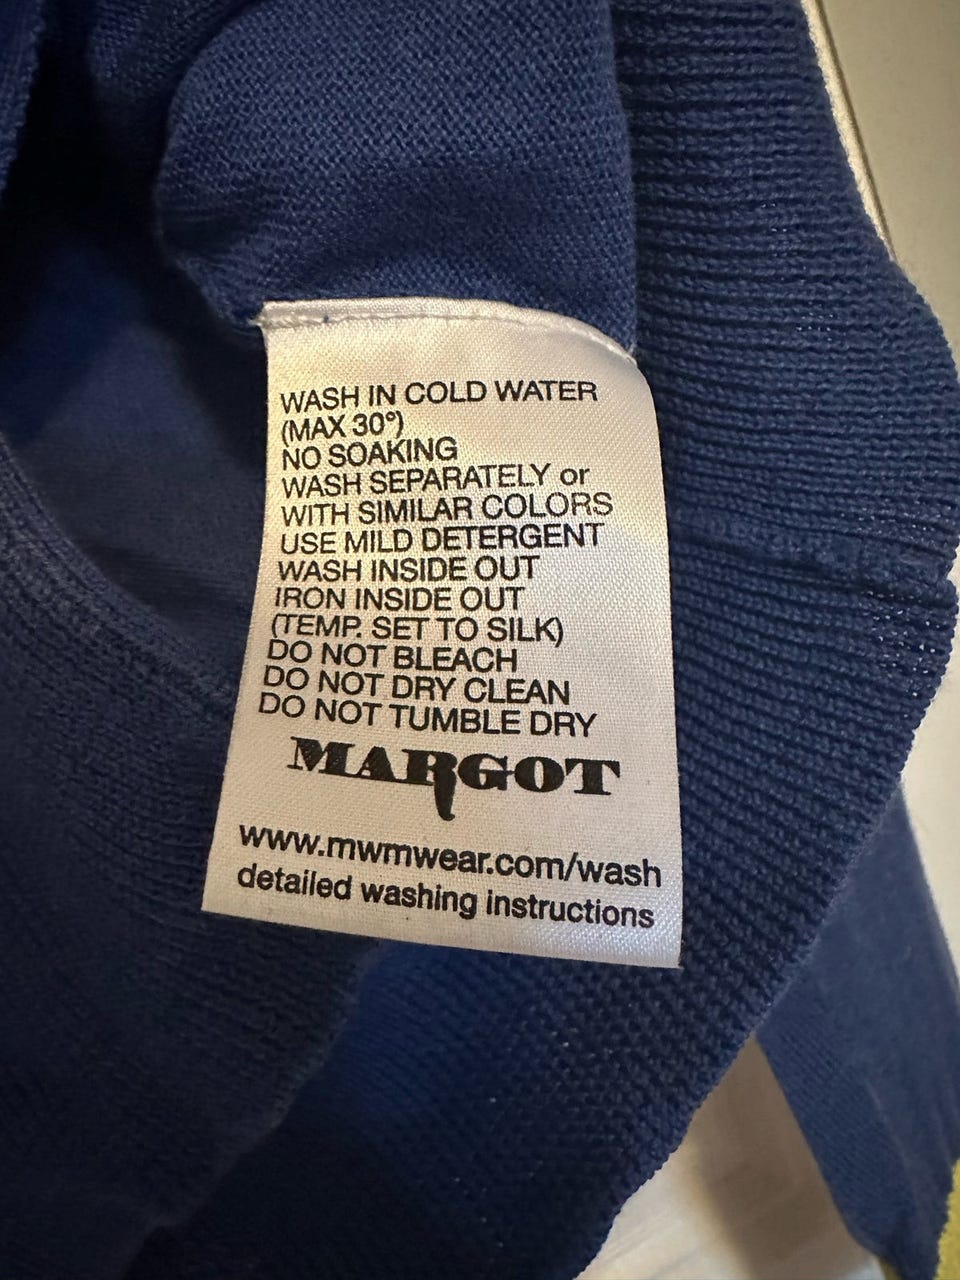 WASH IN COLD WATER
(MAX 30°)
NO SOAKING
WASH SEPARATELY or
WITH SIMILAR COLORS
USE MILD DETERGENT
WASH INSIDE OUT
IRON INSIDE OUT
(TEMP. SET TO SILK)
DO NOT BLEACH
DO NOT DRY CLEAN
DO NOT TUMBLE DRY
MARGOT
www.mwmwear.com/wash
detailed washing instructions